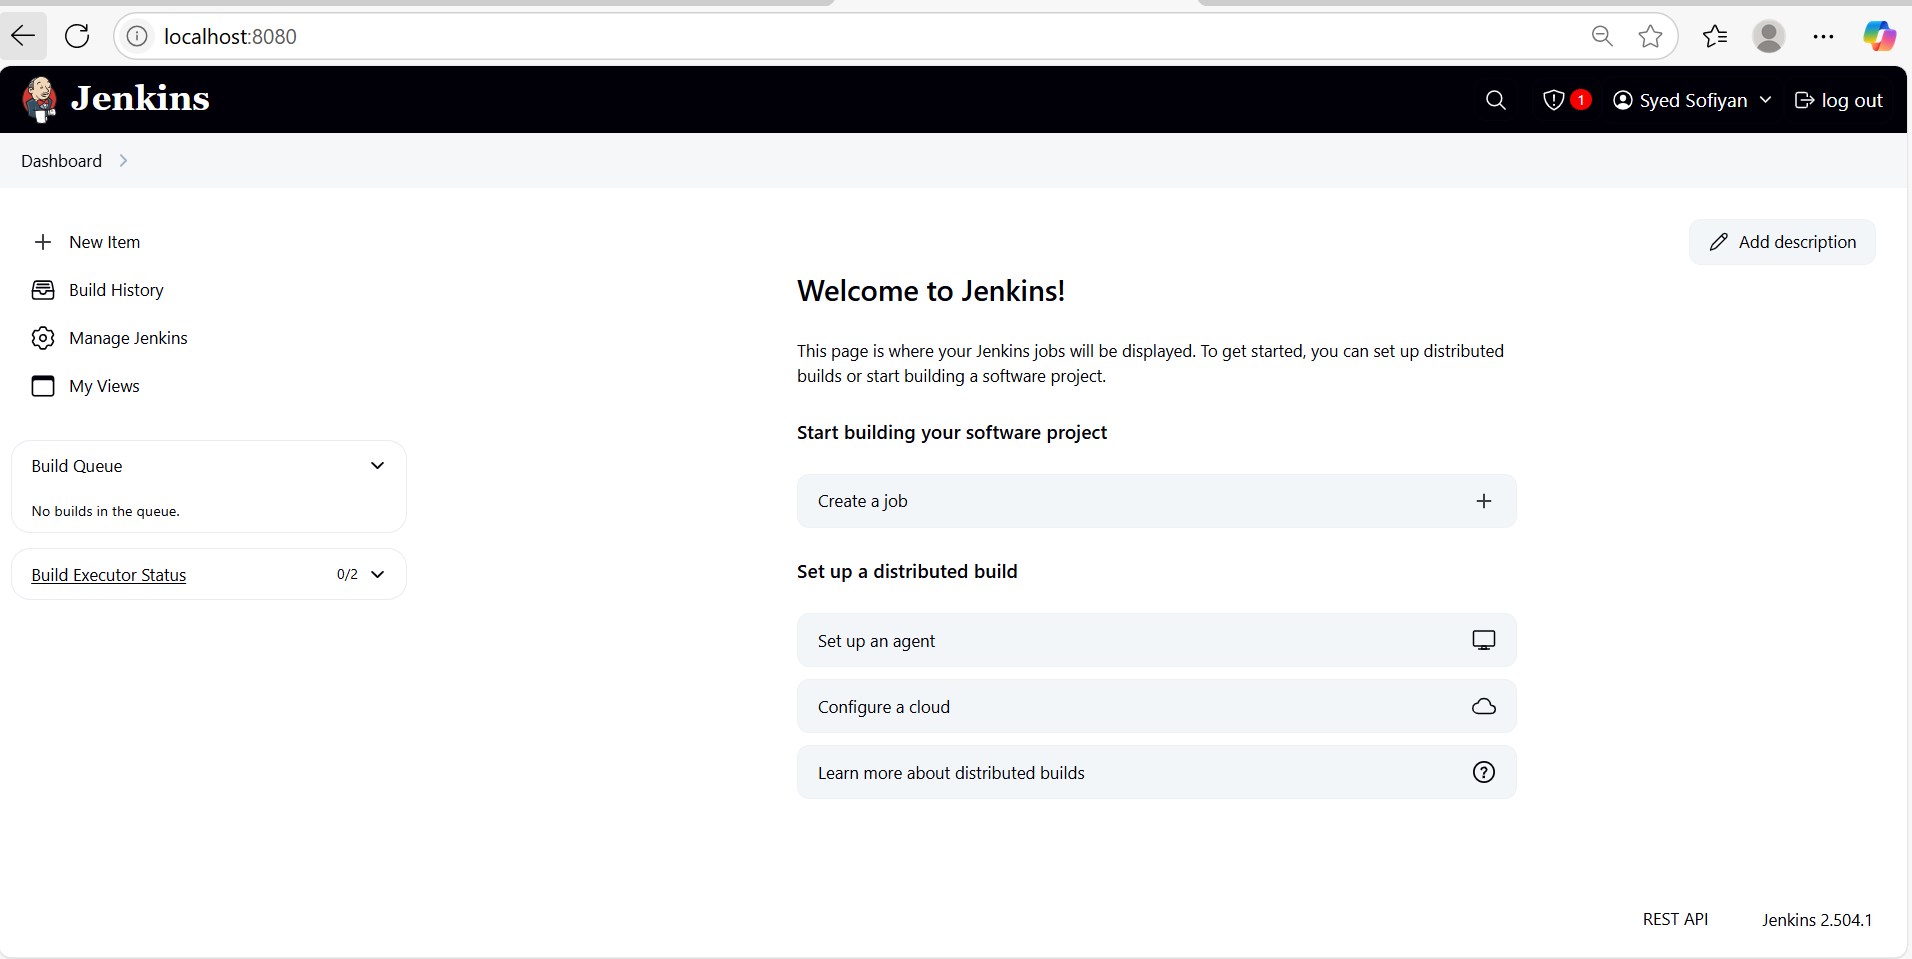 localhost:8080
Jenkins
1
Syed Sofiyan
log out
Dashboard
New Item
Build History
Manage Jenkins
My Views
Build Queue
No builds in the queue.
Build Executor Status
0/2
Add description
Welcome to Jenkins!
This page is where your Jenkins jobs will be displayed. To get started, you can set up distributed
builds or start building a software project.
Start building your software project
Create a job
Set up a distributed build
Set up an agent
Configure a cloud
Learn more about distributed builds
REST API
Jenkins 2.504.1